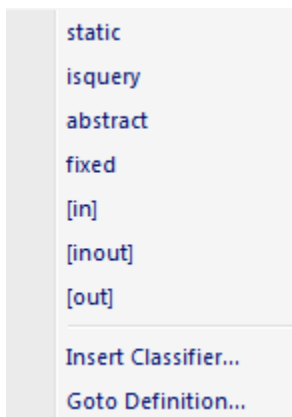 static
isquery
abstract
fixed
[in]
[inout]
[out]
Insert Classifier...
Goto Definition...